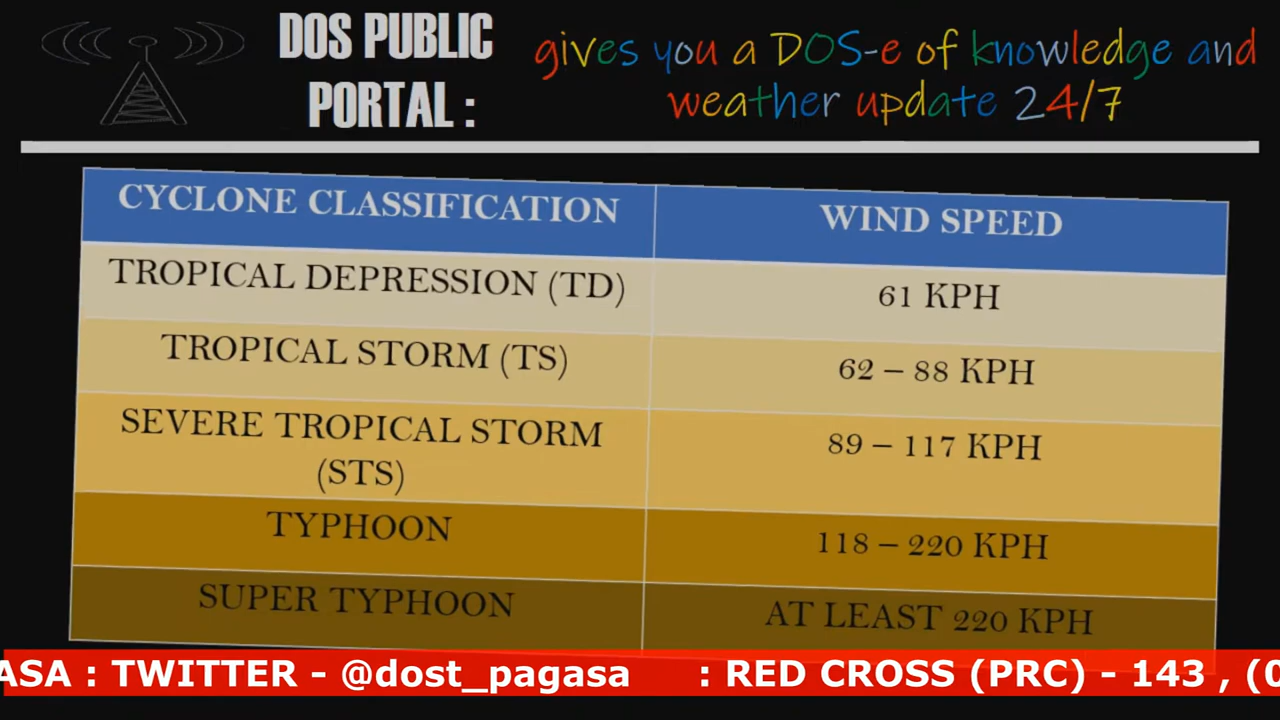 DOS PUBLIC
PORTAL :
gives you a DOS-e of knowledge and
weather update 24/7
CYCLONE CLASSIFICATION
WIND SPEED
TROPICAL DEPRESSION (TD)
61 KPH
TROPICAL STORM (TS)
62 – 88 KPH
SEVERE TROPICAL STORM
(STS)
89 – 117 KPH
TYPHOON
118 – 220 KPH
SUPER TYPHOON
AT LEAST 220 KPH
ASA : TWITTER - @dost_pagasa : RED CROSS (PRC) - 143 , (0